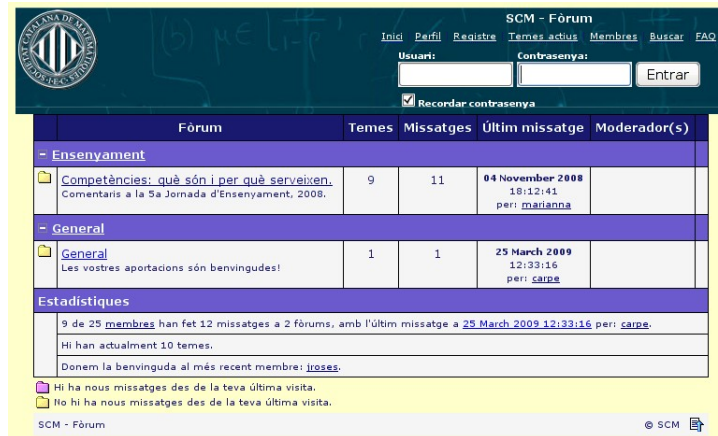 SOCIETAT CATALANA DE MATEMÀTIQUES · I·E·C·
SCM - Fòrum
Inici Perfil Registre Temes actius Membres Buscar FAQ
Usuari: Contrasenya:
Entrar
Recordar contrasenya
Fòrum Temes Missatges Últim missatge Moderador(s)
Ensenyament
Competències: què són i per què serveixen. 9 11 04 November 2008
Comentaris a la 5a Jornada d'Ensenyament, 2008. 18:12:41
per: marianna
General
General 1 1 25 March 2009
Les vostres aportacions són benvingudes! 12:33:16
per: carpe
Estadístiques
9 de 25 membres han fet 12 missatges a 2 fòrums, amb l'últim missatge a 25 March 2009 12:33:16 per: carpe.
Hi han actualment 10 temes.
Donem la benvinguda al més recent membre: jroses.
Hi ha nous missatges des de la teva última visita.
No hi ha nous missatges des de la teva última visita.
SCM - Fòrum © SCM